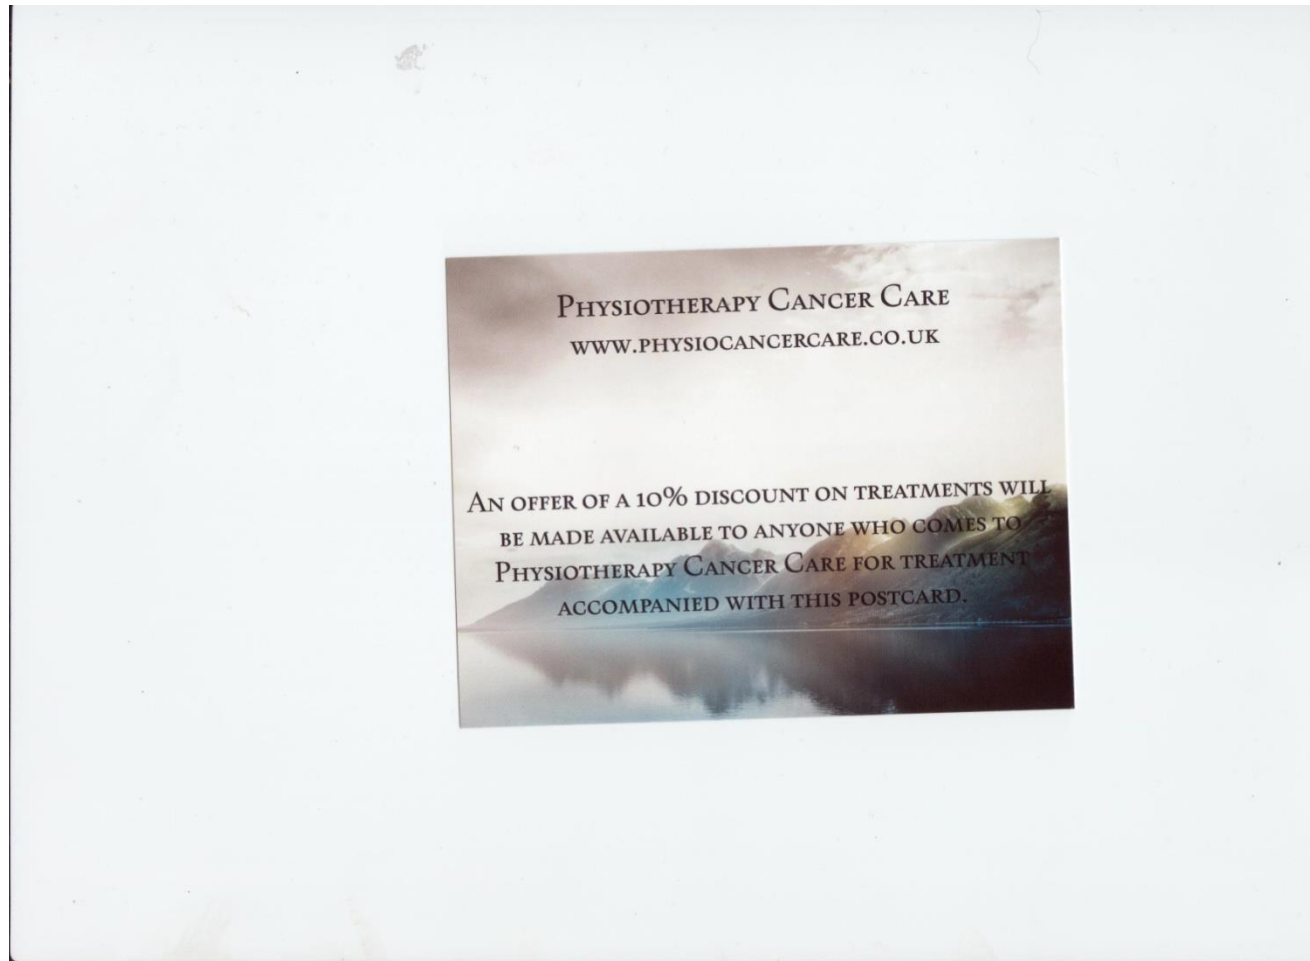 Physiotherapy Cancer Care
www.physiocancercare.co.uk
An offer of a 10% discount on treatments will
be made available to anyone who comes to
Physiotherapy Cancer Care for treatment
accompanied with this postcard.